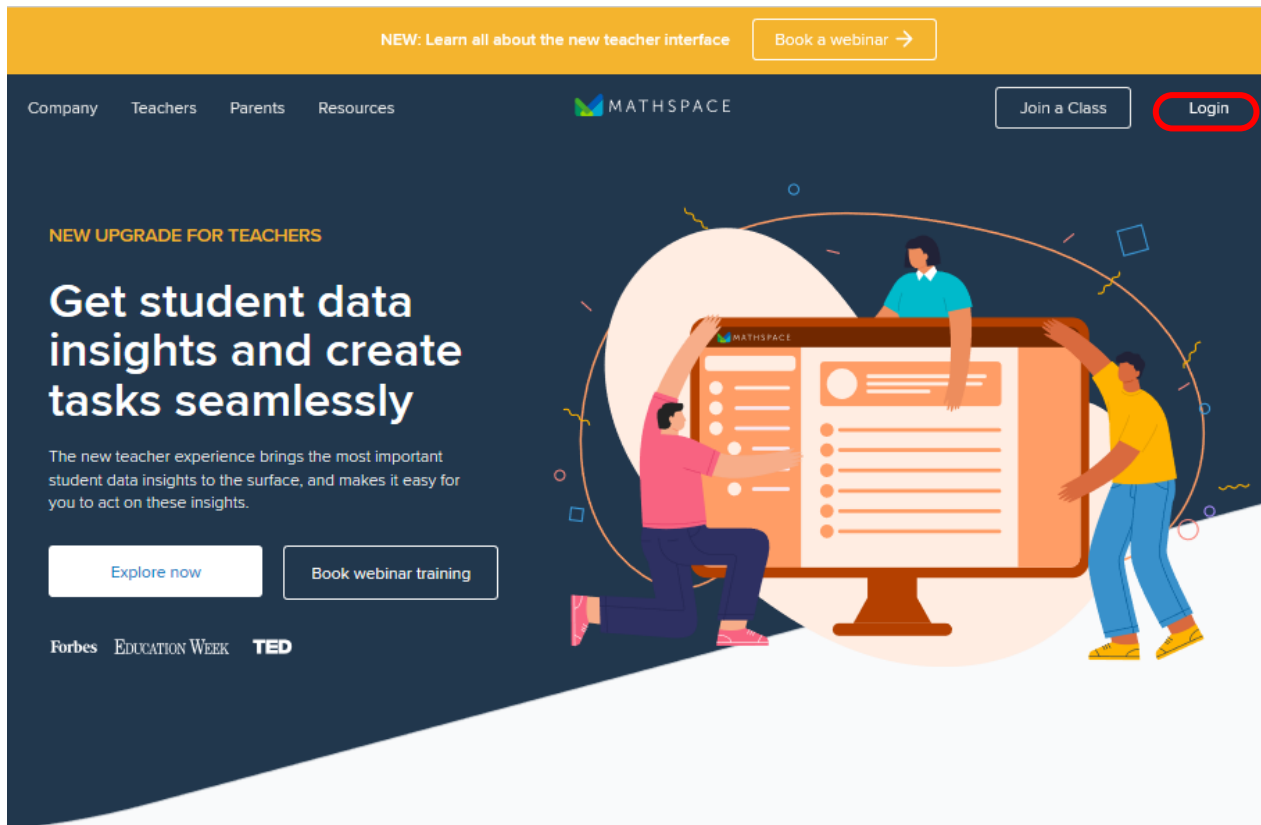 NEW: Learn all about the new teacher interface Book a webinar →
Company Teachers Parents Resources MATHSPACE Join a Class Login
NEW UPGRADE FOR TEACHERS
Get student data
insights and create
tasks seamlessly
The new teacher experience brings the most important
student data insights to the surface, and makes it easy for
you to act on these insights.
Explore now Book webinar training
Forbes EDUCATION WEEK TED
MATHSPACE